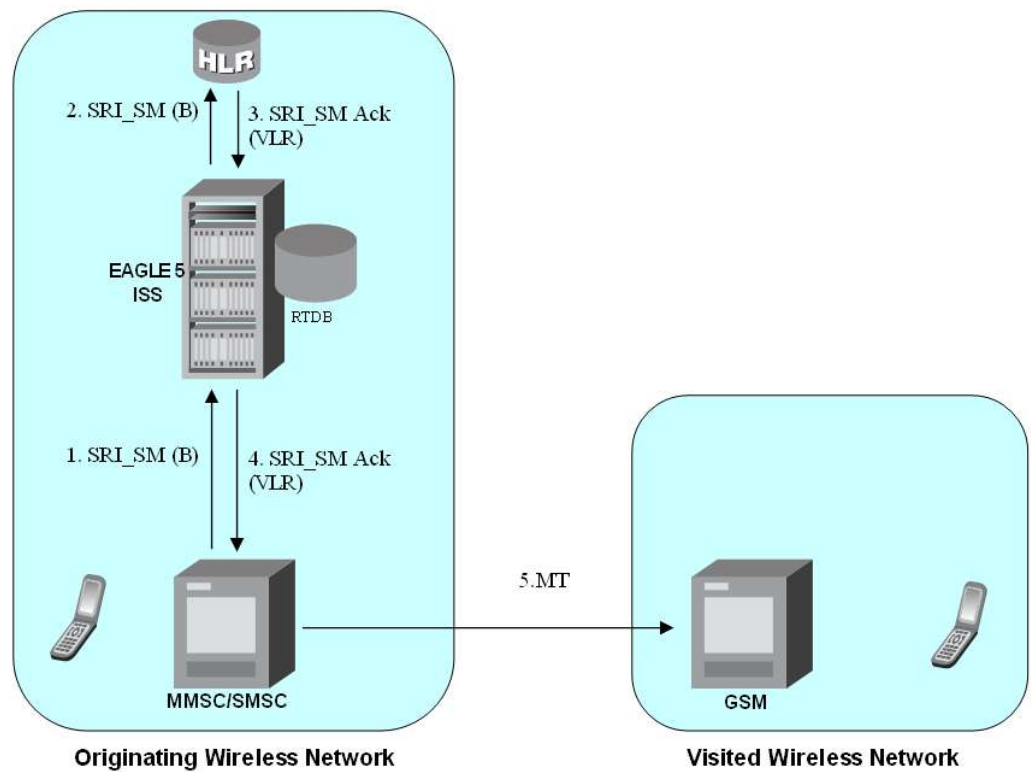 HLR
2. SRI_SM (B)
3. SRI_SM Ack
(VLR)
EAGLE 5
ISS
RTDB
1. SRI_SM (B)
4. SRI_SM Ack
(VLR)
5.MT
MMSC/SMSC
GSM
Originating Wireless Network
Visited Wireless Network